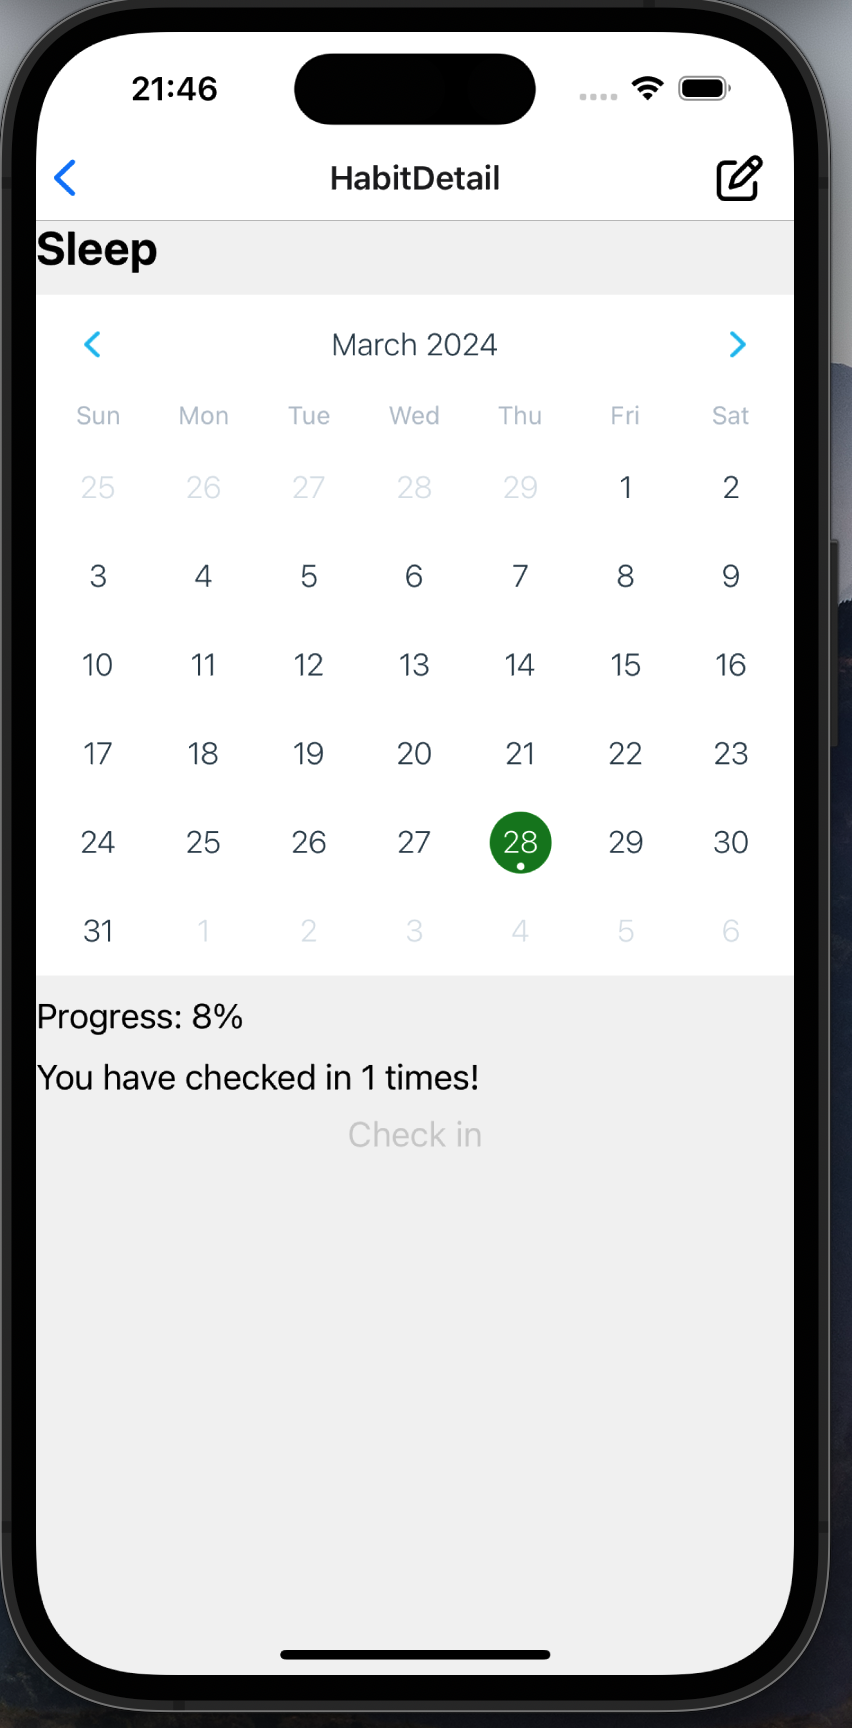 21:46
HabitDetail
Sleep
March 2024
Sun Mon Tue Wed Thu Fri Sat
25 26 27 28 29 1 2
3 4 5 6 7 8 9
10 11 12 13 14 15 16
17 18 19 20 21 22 23
24 25 26 27 28 29 30
31 1 2 3 4 5 6
Progress: 8%
You have checked in 1 times!
Check in